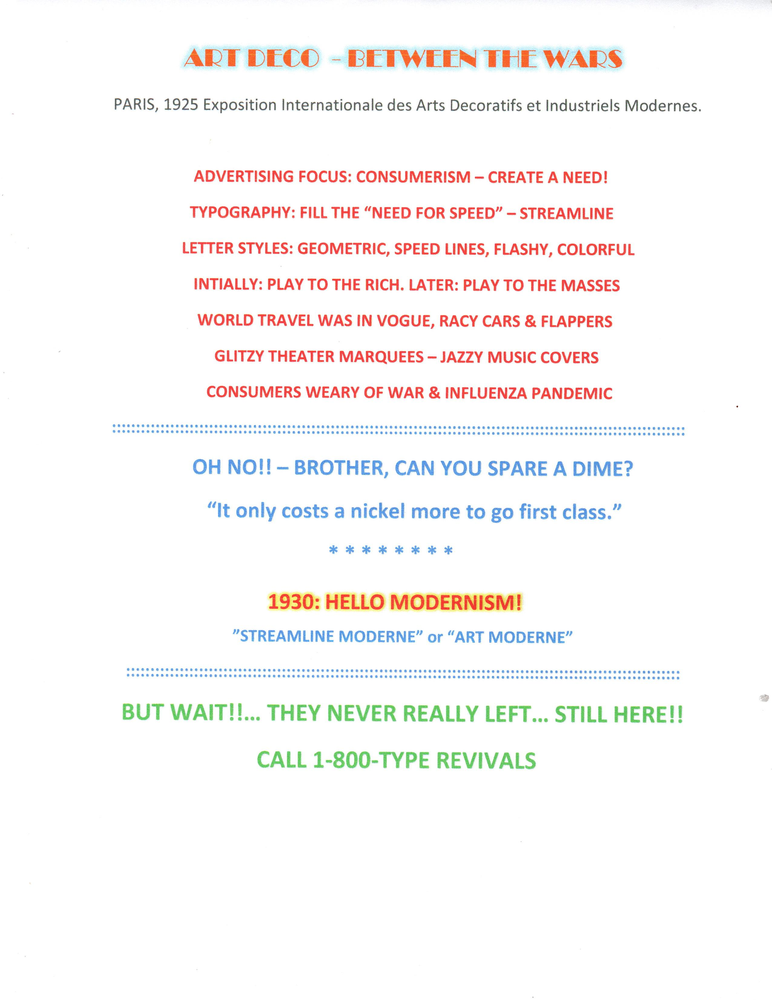 ART DECO – BETWEEN THE WARS
PARIS, 1925 Exposition Internationale des Arts Decoratifs et Industriels Modernes.
ADVERTISING FOCUS: CONSUMERISM – CREATE A NEED!
TYPOGRAPHY: FILL THE “NEED FOR SPEED” – STREAMLINE
LETTER STYLES: GEOMETRIC, SPEED LINES, FLASHY, COLORFUL
INTIALLY: PLAY TO THE RICH. LATER: PLAY TO THE MASSES
WORLD TRAVEL WAS IN VOGUE, RACY CARS & FLAPPERS
GLITZY THEATER MARQUEES – JAZZY MUSIC COVERS
CONSUMERS WEARY OF WAR & INFLUENZA PANDEMIC
OH NO!! – BROTHER, CAN YOU SPARE A DIME?
“It only costs a nickel more to go first class.”
* * * * * * * *
1930: HELLO MODERNISM!
”STREAMLINE MODERNE” or “ART MODERNE”
BUT WAIT!!... THEY NEVER REALLY LEFT... STILL HERE!!
CALL 1-800-TYPE REVIVALS